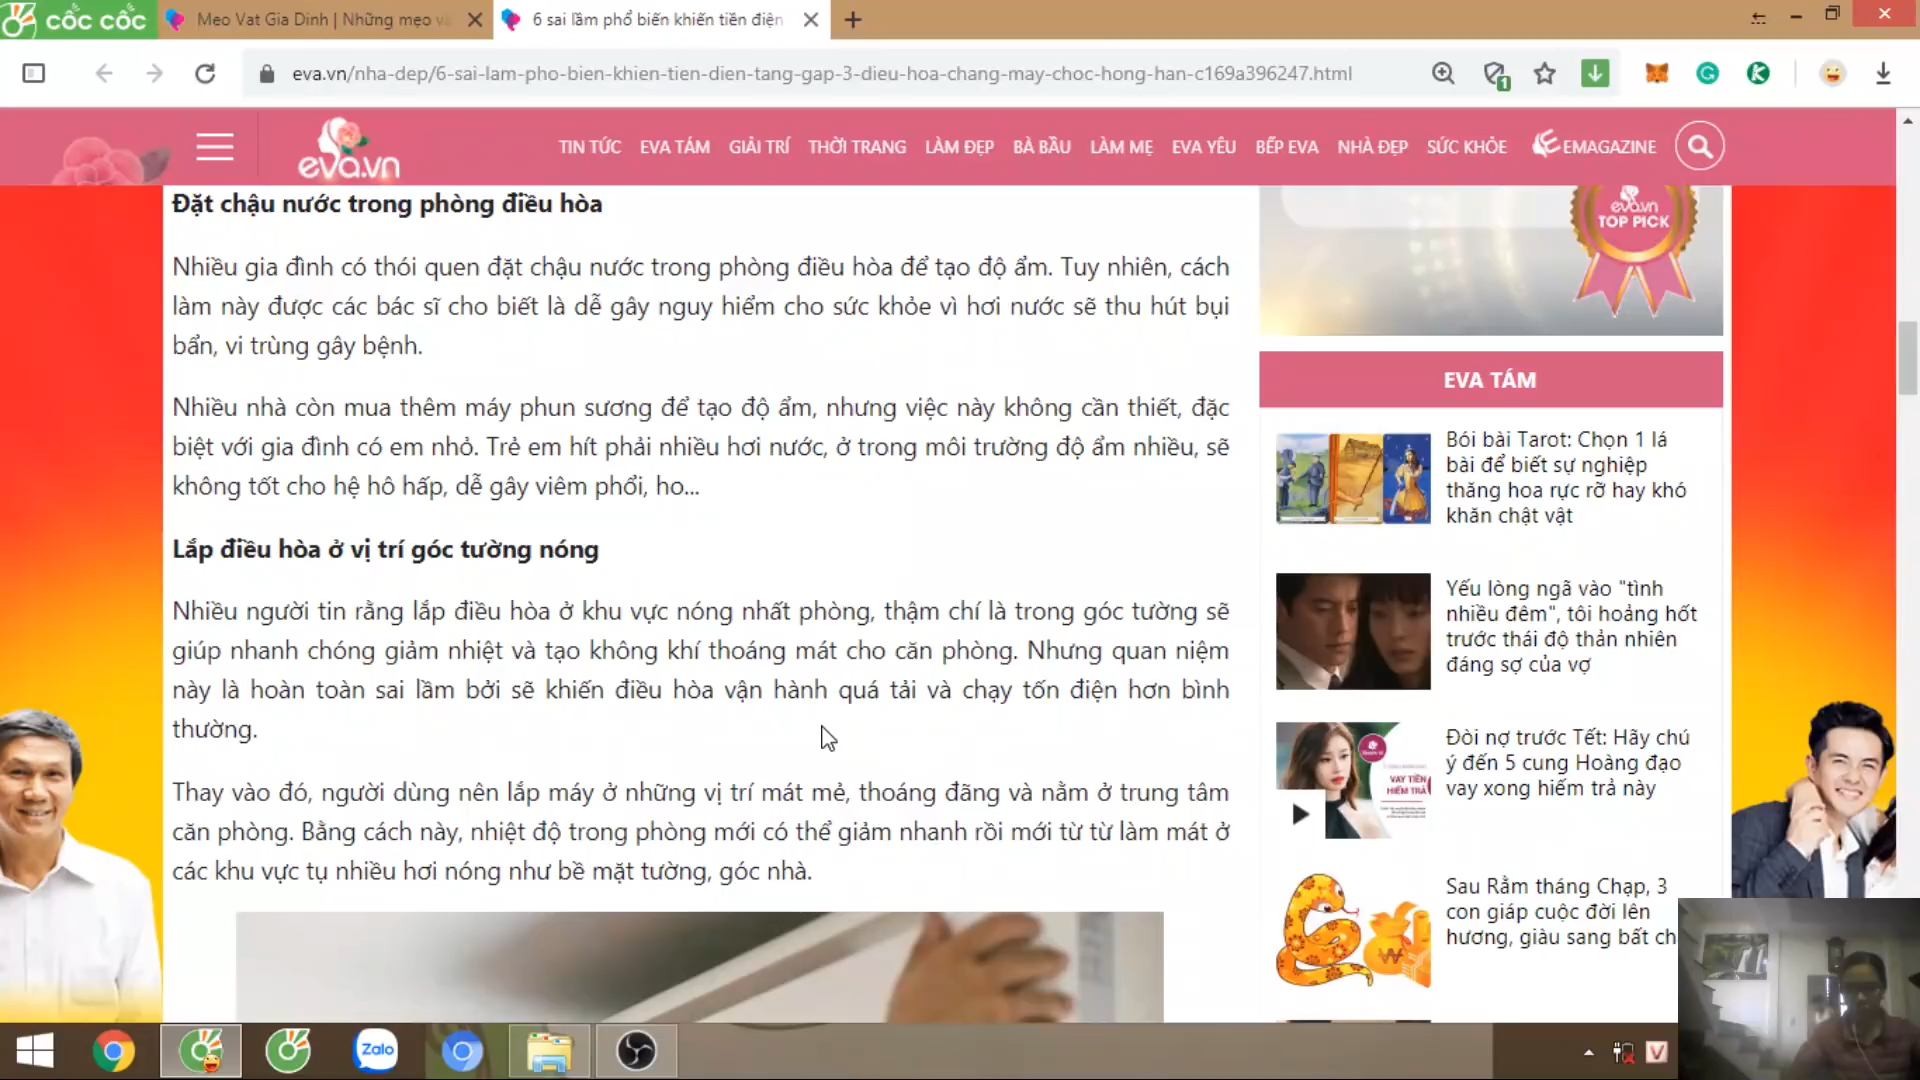 CỐC CỐC
Meo Vat Gia Dinh | Những mẹo và
6 sai lầm phổ biến khiến tiền điện
eva.vn/nha-dep/6-sai-lam-pho-bien-khien-tien-dien-tang-gap-3-dieu-hoa-chang-may-choc-hong-han-c169a396247.html
1
eva.vn
TIN TỨC EVA TÁM GIẢI TRÍ THỜI TRANG LÀM ĐẸP BÀ BẦU LÀM MẸ EVA YÊU BẾP EVA NHÀ ĐẸP SỨC KHỎE EMAGAZINE
Đặt chậu nước trong phòng điều hòa
Nhiều gia đình có thói quen đặt chậu nước trong phòng điều hòa để tạo độ ẩm. Tuy nhiên, cách
làm này được các bác sĩ cho biết là dễ gây nguy hiểm cho sức khỏe vì hơi nước sẽ thu hút bụi
bẩn, vi trùng gây bệnh.
Nhiều nhà còn mua thêm máy phun sương để tạo độ ẩm, nhưng việc này không cần thiết, đặc
biệt với gia đình có em nhỏ. Trẻ em hít phải nhiều hơi nước, ở trong môi trường độ ẩm nhiều, sẽ
không tốt cho hệ hô hấp, dễ gây viêm phổi, ho...
Lắp điều hòa ở vị trí góc tường nóng
Nhiều người tin rằng lắp điều hòa ở khu vực nóng nhất phòng, thậm chí là trong góc tường sẽ
giúp nhanh chóng giảm nhiệt và tạo không khí thoáng mát cho căn phòng. Nhưng quan niệm
này là hoàn toàn sai lầm bởi sẽ khiến điều hòa vận hành quá tải và chạy tốn điện hơn bình
thường.
Thay vào đó, người dùng nên lắp máy ở những vị trí mát mẻ, thoáng đãng và nằm ở trung tâm
căn phòng. Bằng cách này, nhiệt độ trong phòng mới có thể giảm nhanh rồi mới từ từ làm mát ở
các khu vực tụ nhiều hơi nóng như bề mặt tường, góc nhà.
eva.vn
TOP PICK
EVA TÁM
Bói bài Tarot: Chọn 1 lá
bài để biết sự nghiệp
thăng hoa rực rỡ hay khó
khăn chật vật
Yếu lòng ngã vào "tình
nhiều đêm", tôi hoảng hốt
trước thái độ thản nhiên
đáng sợ của vợ
VAY TIỀN
HIẾM TRẢ
Đòi nợ trước Tết: Hãy chú
ý đến 5 cung Hoàng đạo
vay xong hiếm trả này
Sau Rằm tháng Chạp, 3
con giáp cuộc đời lên
hương, giàu sang bất ch
Zalo
V